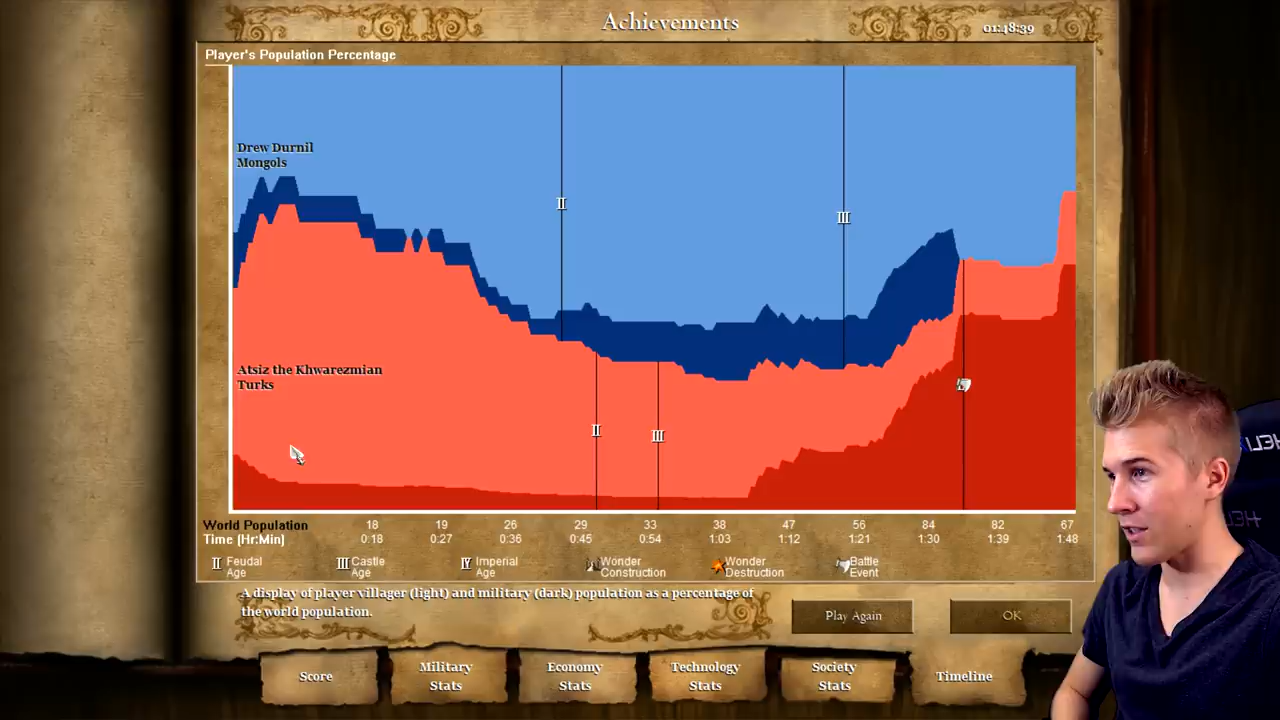 Achievements
01:48:39
Player's Population Percentage
Drew Durnil
Mongols
II
III
Atsiz the Khwarezmian
Turks
II
III
World Population 18 19 26 29 33 38 47 56 84 82 67
Time (Hr:Min) 0:18 0:27 0:36 0:45 0:54 1:03 1:12 1:21 1:30 1:39 1:48
II Feudal Age
III Castle Age
IV Imperial Age
Wonder Construction
Wonder Destruction
Battle Event
A display of player villager (light) and military (dark) population as a percentage of
the world population.
Play Again
OK
Score
Military Stats
Economy Stats
Technology Stats
Society Stats
Timeline